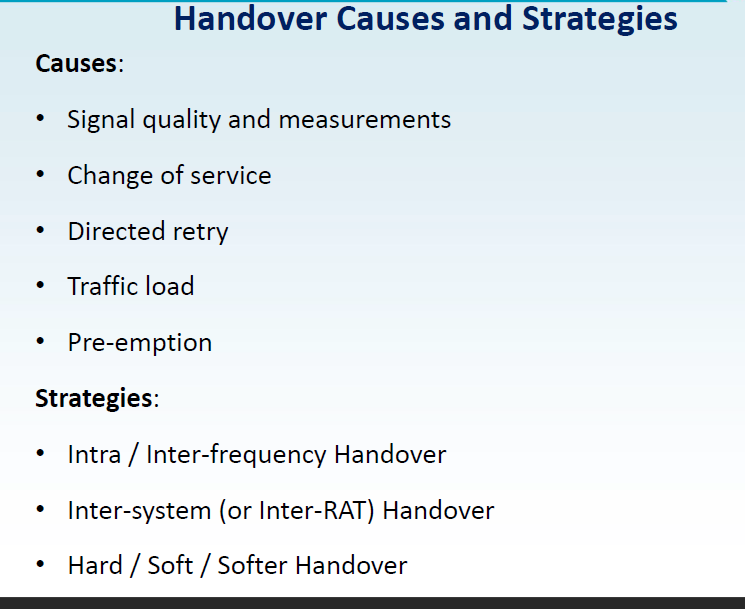 Handover Causes and Strategies
Causes:
• Signal quality and measurements
• Change of service
• Directed retry
• Traffic load
• Pre-emption
Strategies:
• Intra / Inter-frequency Handover
• Inter-system (or Inter-RAT) Handover
• Hard / Soft / Softer Handover